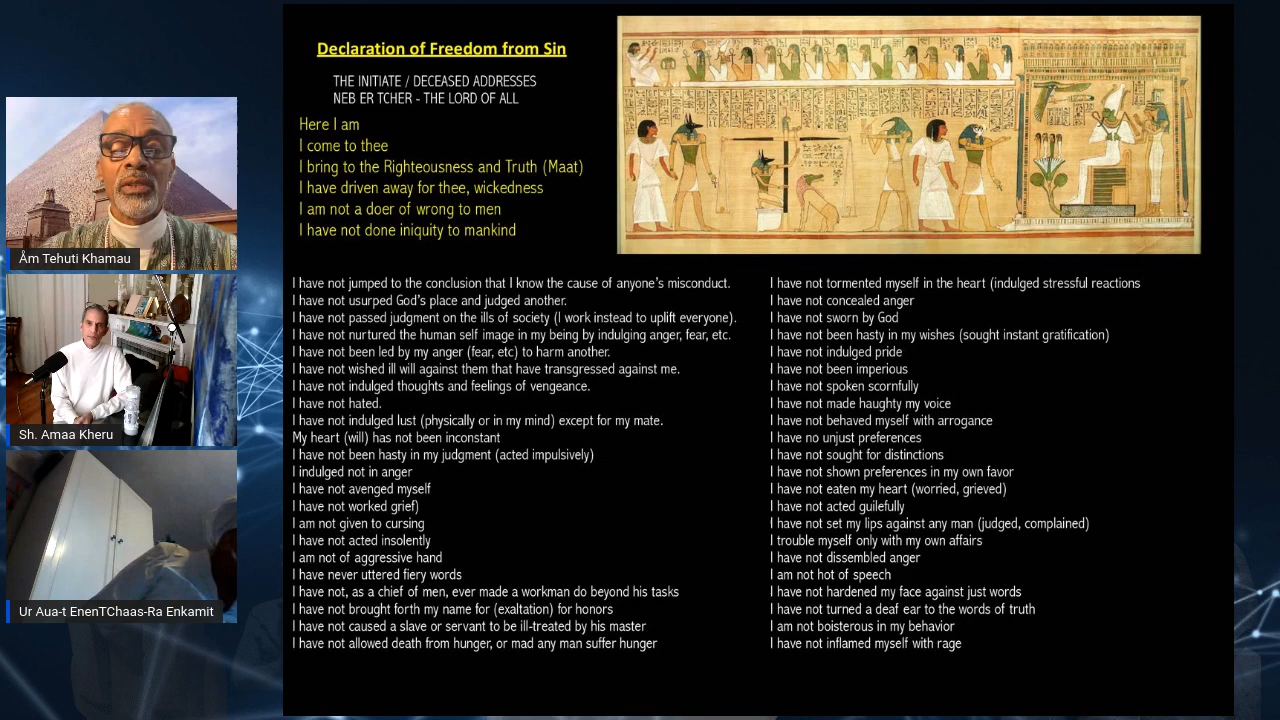 Declaration of Freedom from Sin
THE INITIATE / DECEASED ADDRESSES
NEB ER TCHER - THE LORD OF ALL
Here I am
I come to thee
I bring to the Righteousness and Truth (Maat)
I have driven away for thee, wickedness
I am not a doer of wrong to men
I have not done iniquity to mankind
I have not jumped to the conclusion that I know the cause of anyone's misconduct.
I have not usurped God's place and judged another.
I have not passed judgment on the ills of society (I work instead to uplift everyone).
I have not nurtured the human self image in my being by indulging anger, fear, etc.
I have not been led by my anger (fear, etc) to harm another.
I have not wished ill will against them that have transgressed against me.
I have not indulged thoughts and feelings of vengeance.
I have not hated.
I have not indulged lust (physically or in my mind) except for my mate.
My heart (will) has not been inconstant
I have not been hasty in my judgment (acted impulsively)
I indulged not in anger
I have not avenged myself
I have not worked grief)
I am not given to cursing
I have not acted insolently
I am not of aggressive hand
I have never uttered fiery words
I have not, as a chief of men, ever made a workman do beyond his tasks
I have not brought forth my name for (exaltation) for honors
I have not caused a slave or servant to be ill-treated by his master
I have not allowed death from hunger, or mad any man suffer hunger
I have not tormented myself in the heart (indulged stressful reactions
I have not concealed anger
I have not sworn by God
I have not been hasty in my wishes (sought instant gratification)
I have not indulged pride
I have not been imperious
I have not spoken scornfully
I have not made haughty my voice
I have not behaved myself with arrogance
I have no unjust preferences
I have not sought for distinctions
I have not shown preferences in my own favor
I have not eaten my heart (worried, grieved)
I have not acted guilefully
I have not set my lips against any man (judged, complained)
I trouble myself only with my own affairs
I have not dissembled anger
I am not hot of speech
I have not hardened my face against just words
I have not turned a deaf ear to the words of truth
I am not boisterous in my behavior
I have not inflamed myself with rage
Åm Tehuti Khamau
Sh. Amaa Kheru
Ur Aua-t EnenTChaas-Ra Enkamit